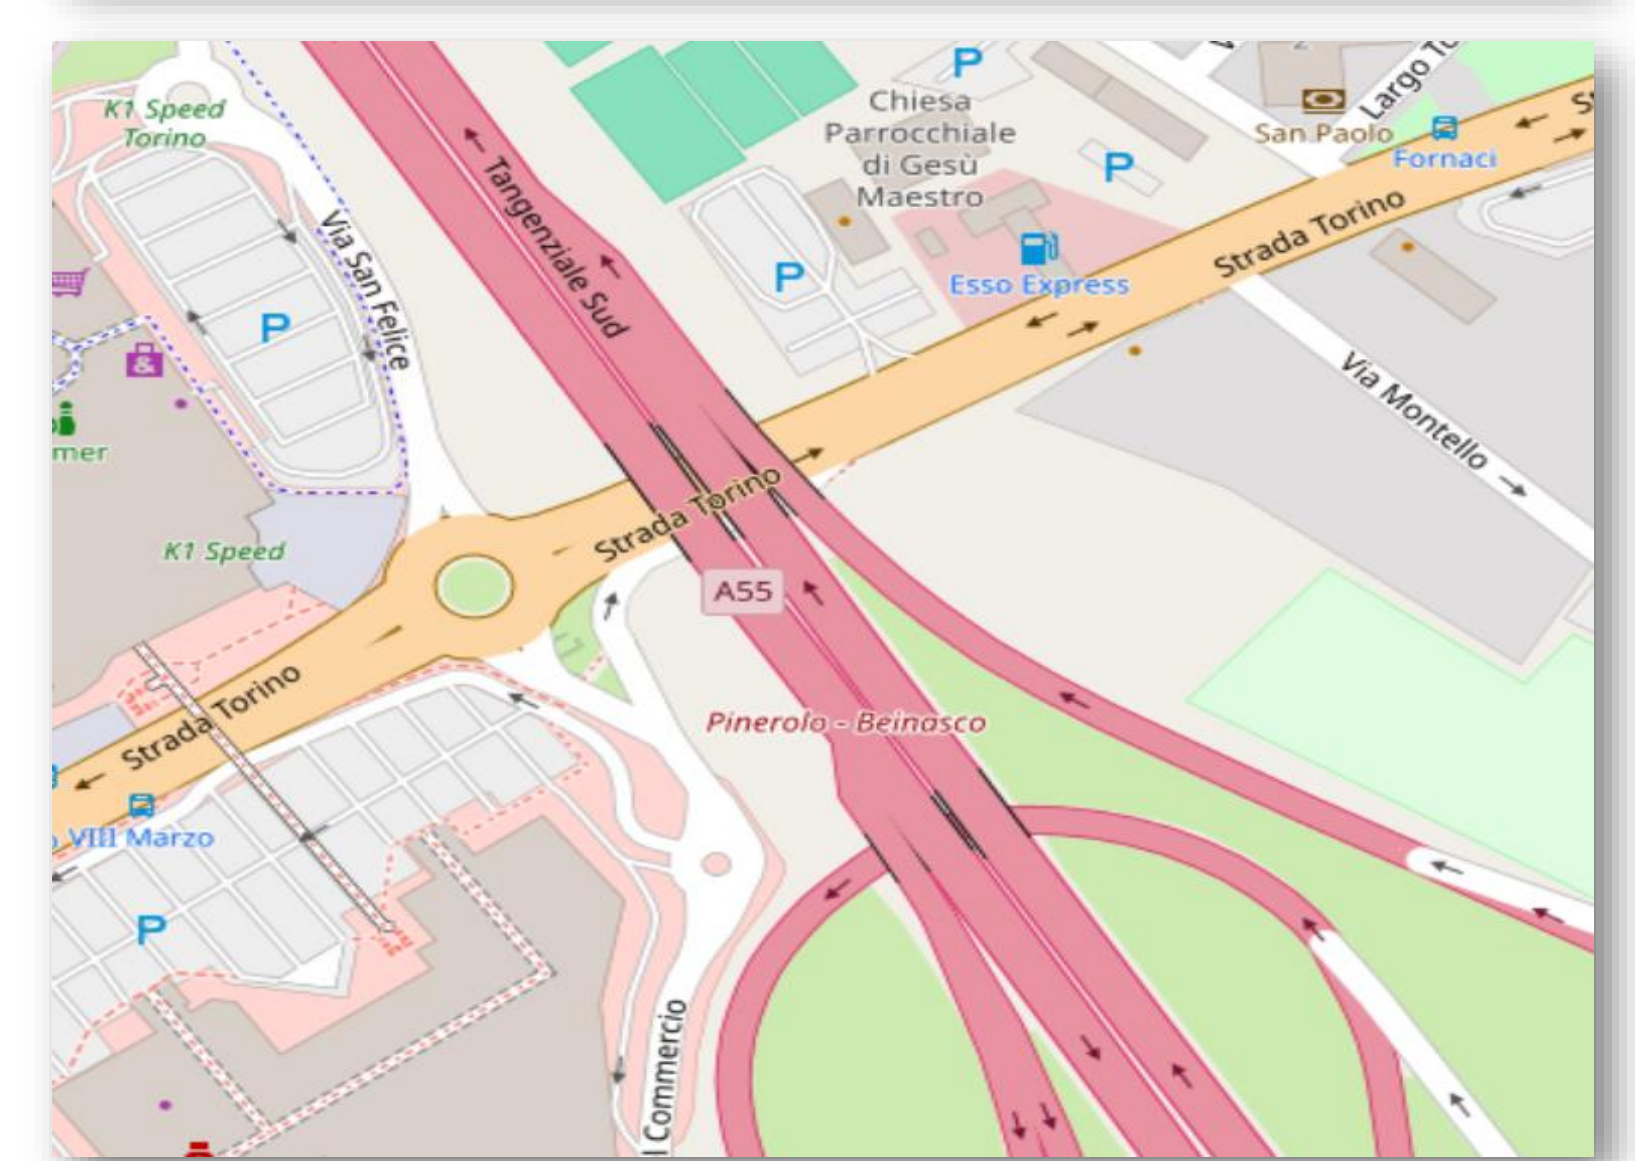 P
Largo
K1 Speed
Torino
Chiesa
Parrocchiale
di Gesù
Maestro
P
San Paolo
Fornaci
Tangenziale Sud
Via San Felice
Strada Torino
P
Esso Express
P
Via Montello
mer
Strada Torino
K1 Speed
A55
Strada Torino
Pinerolo - Beinasco
VIII Marzo
P
l Commercio